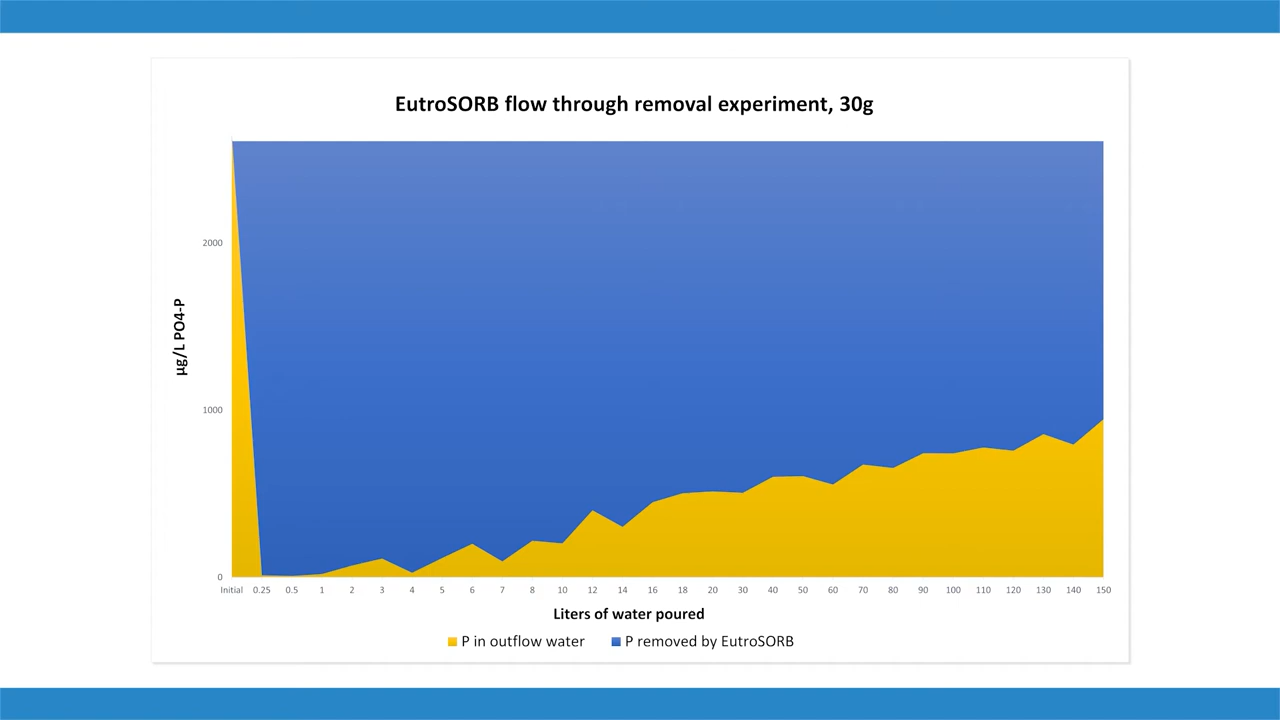 EutroSORB flow through removal experiment, 30g
µg/L PO4-P
2000
1000
0
Initial 0.25 0.5 1 2 3 4 5 6 7 8 10 12 14 16 18 20 30 40 50 60 70 80 90 100 110 120 130 140 150
Liters of water poured
P in outflow water P removed by EutroSORB